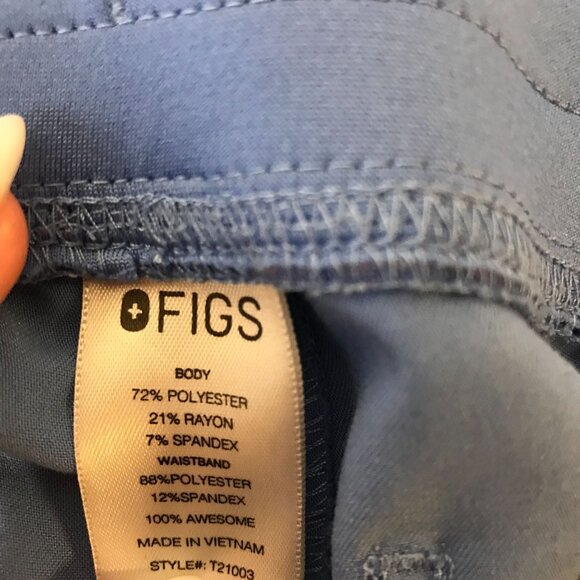 FIGS
BODY
72% POLYESTER
21% RAYON
7% SPANDEX
WAISTBAND
88%POLYESTER
12%SPANDEX
100% AWESOME
MADE IN VIETNAM
STYLE#: T21003